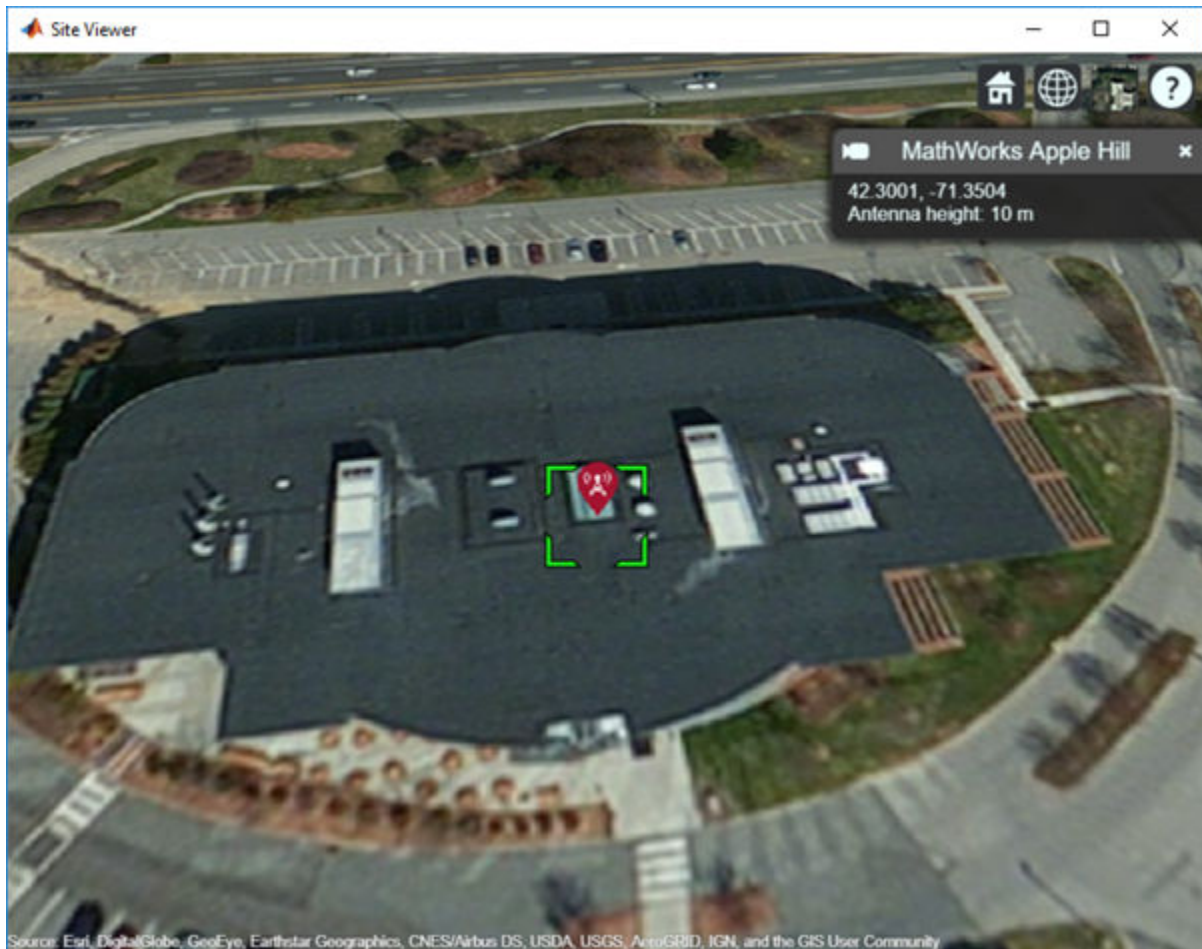 Site Viewer
?
MathWorks Apple Hill
42.3001, -71.3504
Antenna height: 10 m
Source: Esri, DigitalGlobe, GeoEye, Earthstar Geographics, CNES/Airbus DS, USDA, USGS, AeroGRID, IGN, and the GIS User Community